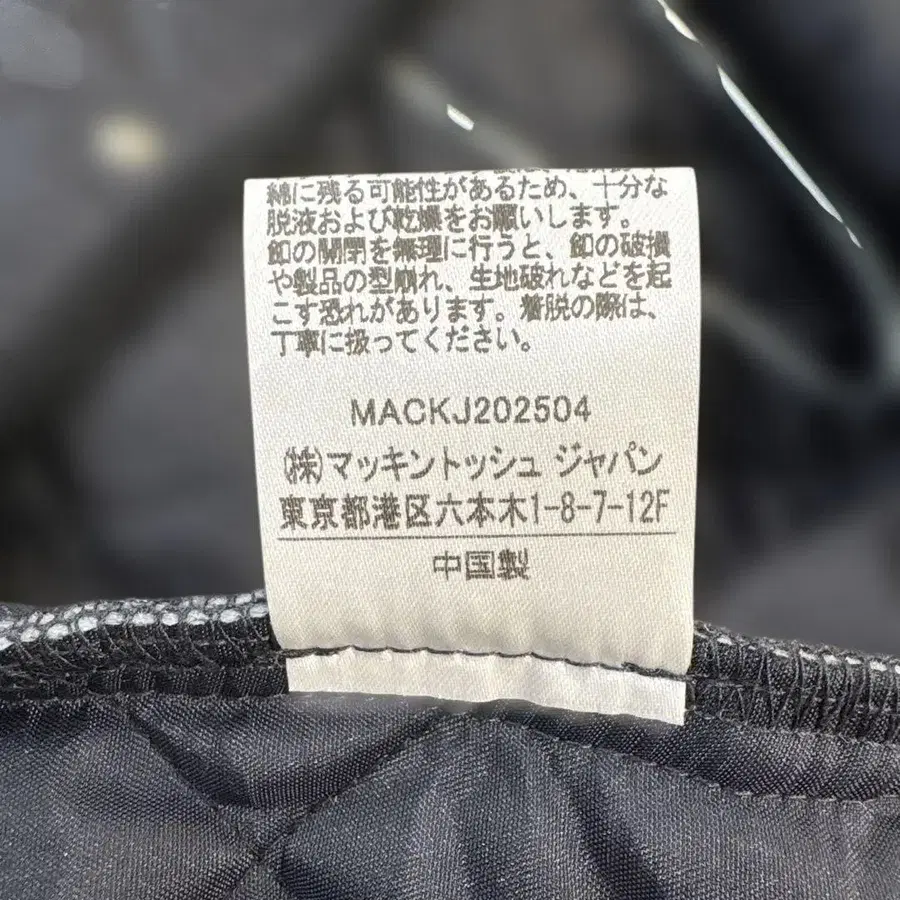 綿に残る可能性があるため、十分な
脱液および乾燥をお願いします。
釦の開閉を無理に行うと、釦の破損
や製品の型崩れ、生地破れなどを起
こす恐れがあります。着脱の際は、
丁寧に扱ってください。
MACKJ202504
(株)マッキントッシュ ジャパン
東京都港区六本木1-8-7-12F
中国製